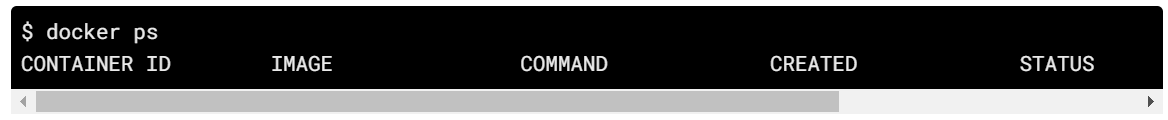 $ docker ps
CONTAINER ID        IMAGE               COMMAND             CREATED             STATUS